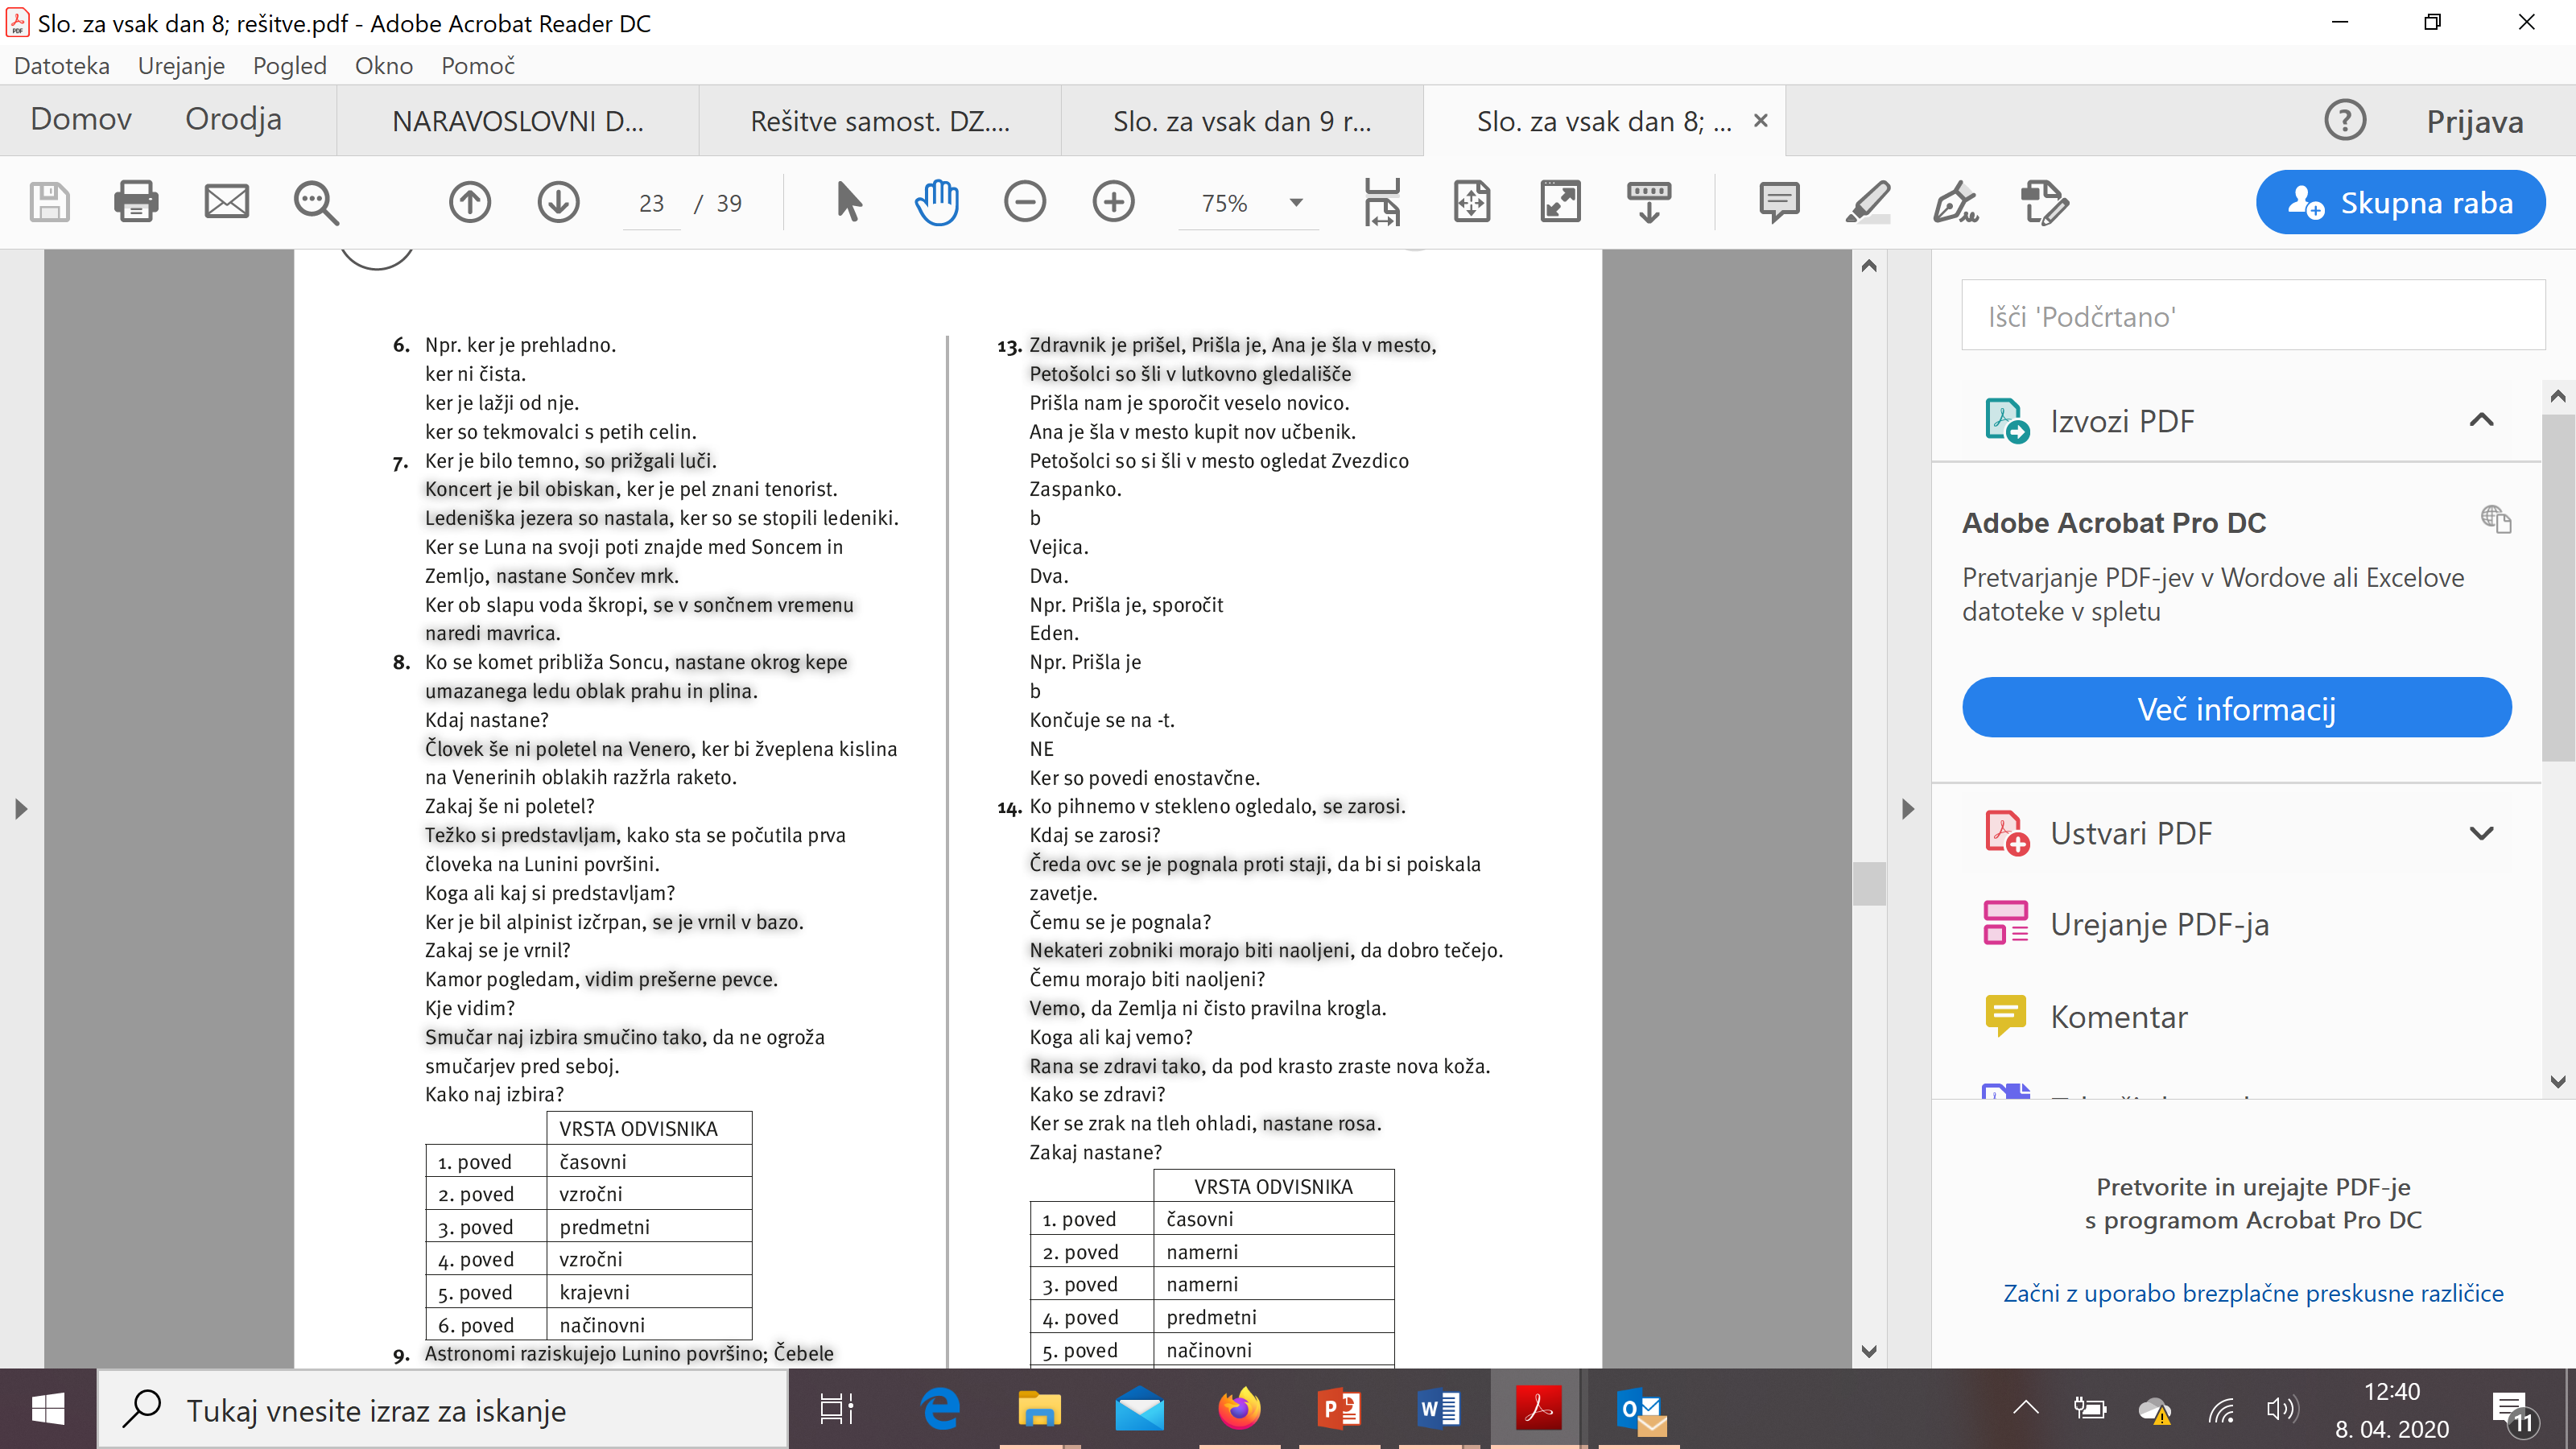 Slo. za vsak dan 8; rešitve.pdf - Adobe Acrobat Reader DC
Datoteka Urejanje Pogled Okno Pomoč
Domov Orodja NARAVOSLOVNI D... Rešitve samost. DZ.... Slo. za vsak dan 9 r... Slo. za vsak dan 8; ... Prijava
23 / 39 75% Skupna raba
6. Npr. ker je prehladno.
ker ni čista.
ker je lažji od nje.
ker so tekmovalci s petih celin.
7. Ker je bilo temno, so prižgali luči.
Koncert je bil obiskan, ker je pel znani tenorist.
Ledeniška jezera so nastala, ker so se stopili ledeniki.
Ker se Luna na svoji poti znajde med Soncem in
Zemljo, nastane Sončev mrk.
Ker ob slapu voda škropi, se v sončnem vremenu
naredi mavrica.
8. Ko se komet približa Soncu, nastane okrog kepe
umazanega ledu oblak prahu in plina.
Kdaj nastane?
Človek še ni poletel na Venero, ker bi žveplena kislina
na Venerinih oblakih razžrla raketo.
Zakaj še ni poletel?
Težko si predstavljam, kako sta se počutila prva
človeka na Lunini površini.
Koga ali kaj si predstavljam?
Ker je bil alpinist izčrpan, se je vrnil v bazo.
Zakaj se je vrnil?
Kamor pogledam, vidim prešerne pevce.
Kje vidim?
Smučar naj izbira smučino tako, da ne ogroža
smučarjev pred seboj.
Kako naj izbira?
VRSTA ODVISNIKA
1. poved časovni
2. poved vzročni
3. poved predmetni
4. poved vzročni
5. poved krajevni
6. poved načinovni
9. Astronomi raziskujejo Lunino površino; Čebele
13. Zdravnik je prišel, Prišla je, Ana je šla v mesto,
Petošolci so šli v lutkovno gledališče
Prišla nam je sporočit veselo novico.
Ana je šla v mesto kupit nov učbenik.
Petošolci so si šli v mesto ogledat Zvezdico
Zaspanko.
b
Vejica.
Dva.
Npr. Prišla je, sporočit
Eden.
Npr. Prišla je
b
Končuje se na -t.
NE
Ker so povedi enostavčne.
14. Ko pihnemo v stekleno ogledalo, se zarosi.
Kdaj se zarosi?
Čreda ovc se je pognala proti staji, da bi si poiskala
zavetje.
Čemu se je pognala?
Nekateri zobniki morajo biti naoljeni, da dobro tečejo.
Čemu morajo biti naoljeni?
Vemo, da Zemlja ni čisto pravilna krogla.
Koga ali kaj vemo?
Rana se zdravi tako, da pod krasto zraste nova koža.
Kako se zdravi?
Ker se zrak na tleh ohladi, nastane rosa.
Zakaj nastane?
VRSTA ODVISNIKA
1. poved časovni
2. poved namerni
3. poved namerni
4. poved predmetni
5. poved načinovni
Išči 'Podčrtano'
Izvozi PDF
Adobe Acrobat Pro DC
Pretvarjanje PDF-jev v Wordove ali Excelove
datoteke v spletu
Več informacij
Ustvari PDF
Urejanje PDF-ja
Komentar
Pretvorite in urejajte PDF-je
s programom Acrobat Pro DC
Začni z uporabo brezplačne preskusne različice
Tukaj vnesite izraz za iskanje
12:40
8. 04. 2020
11